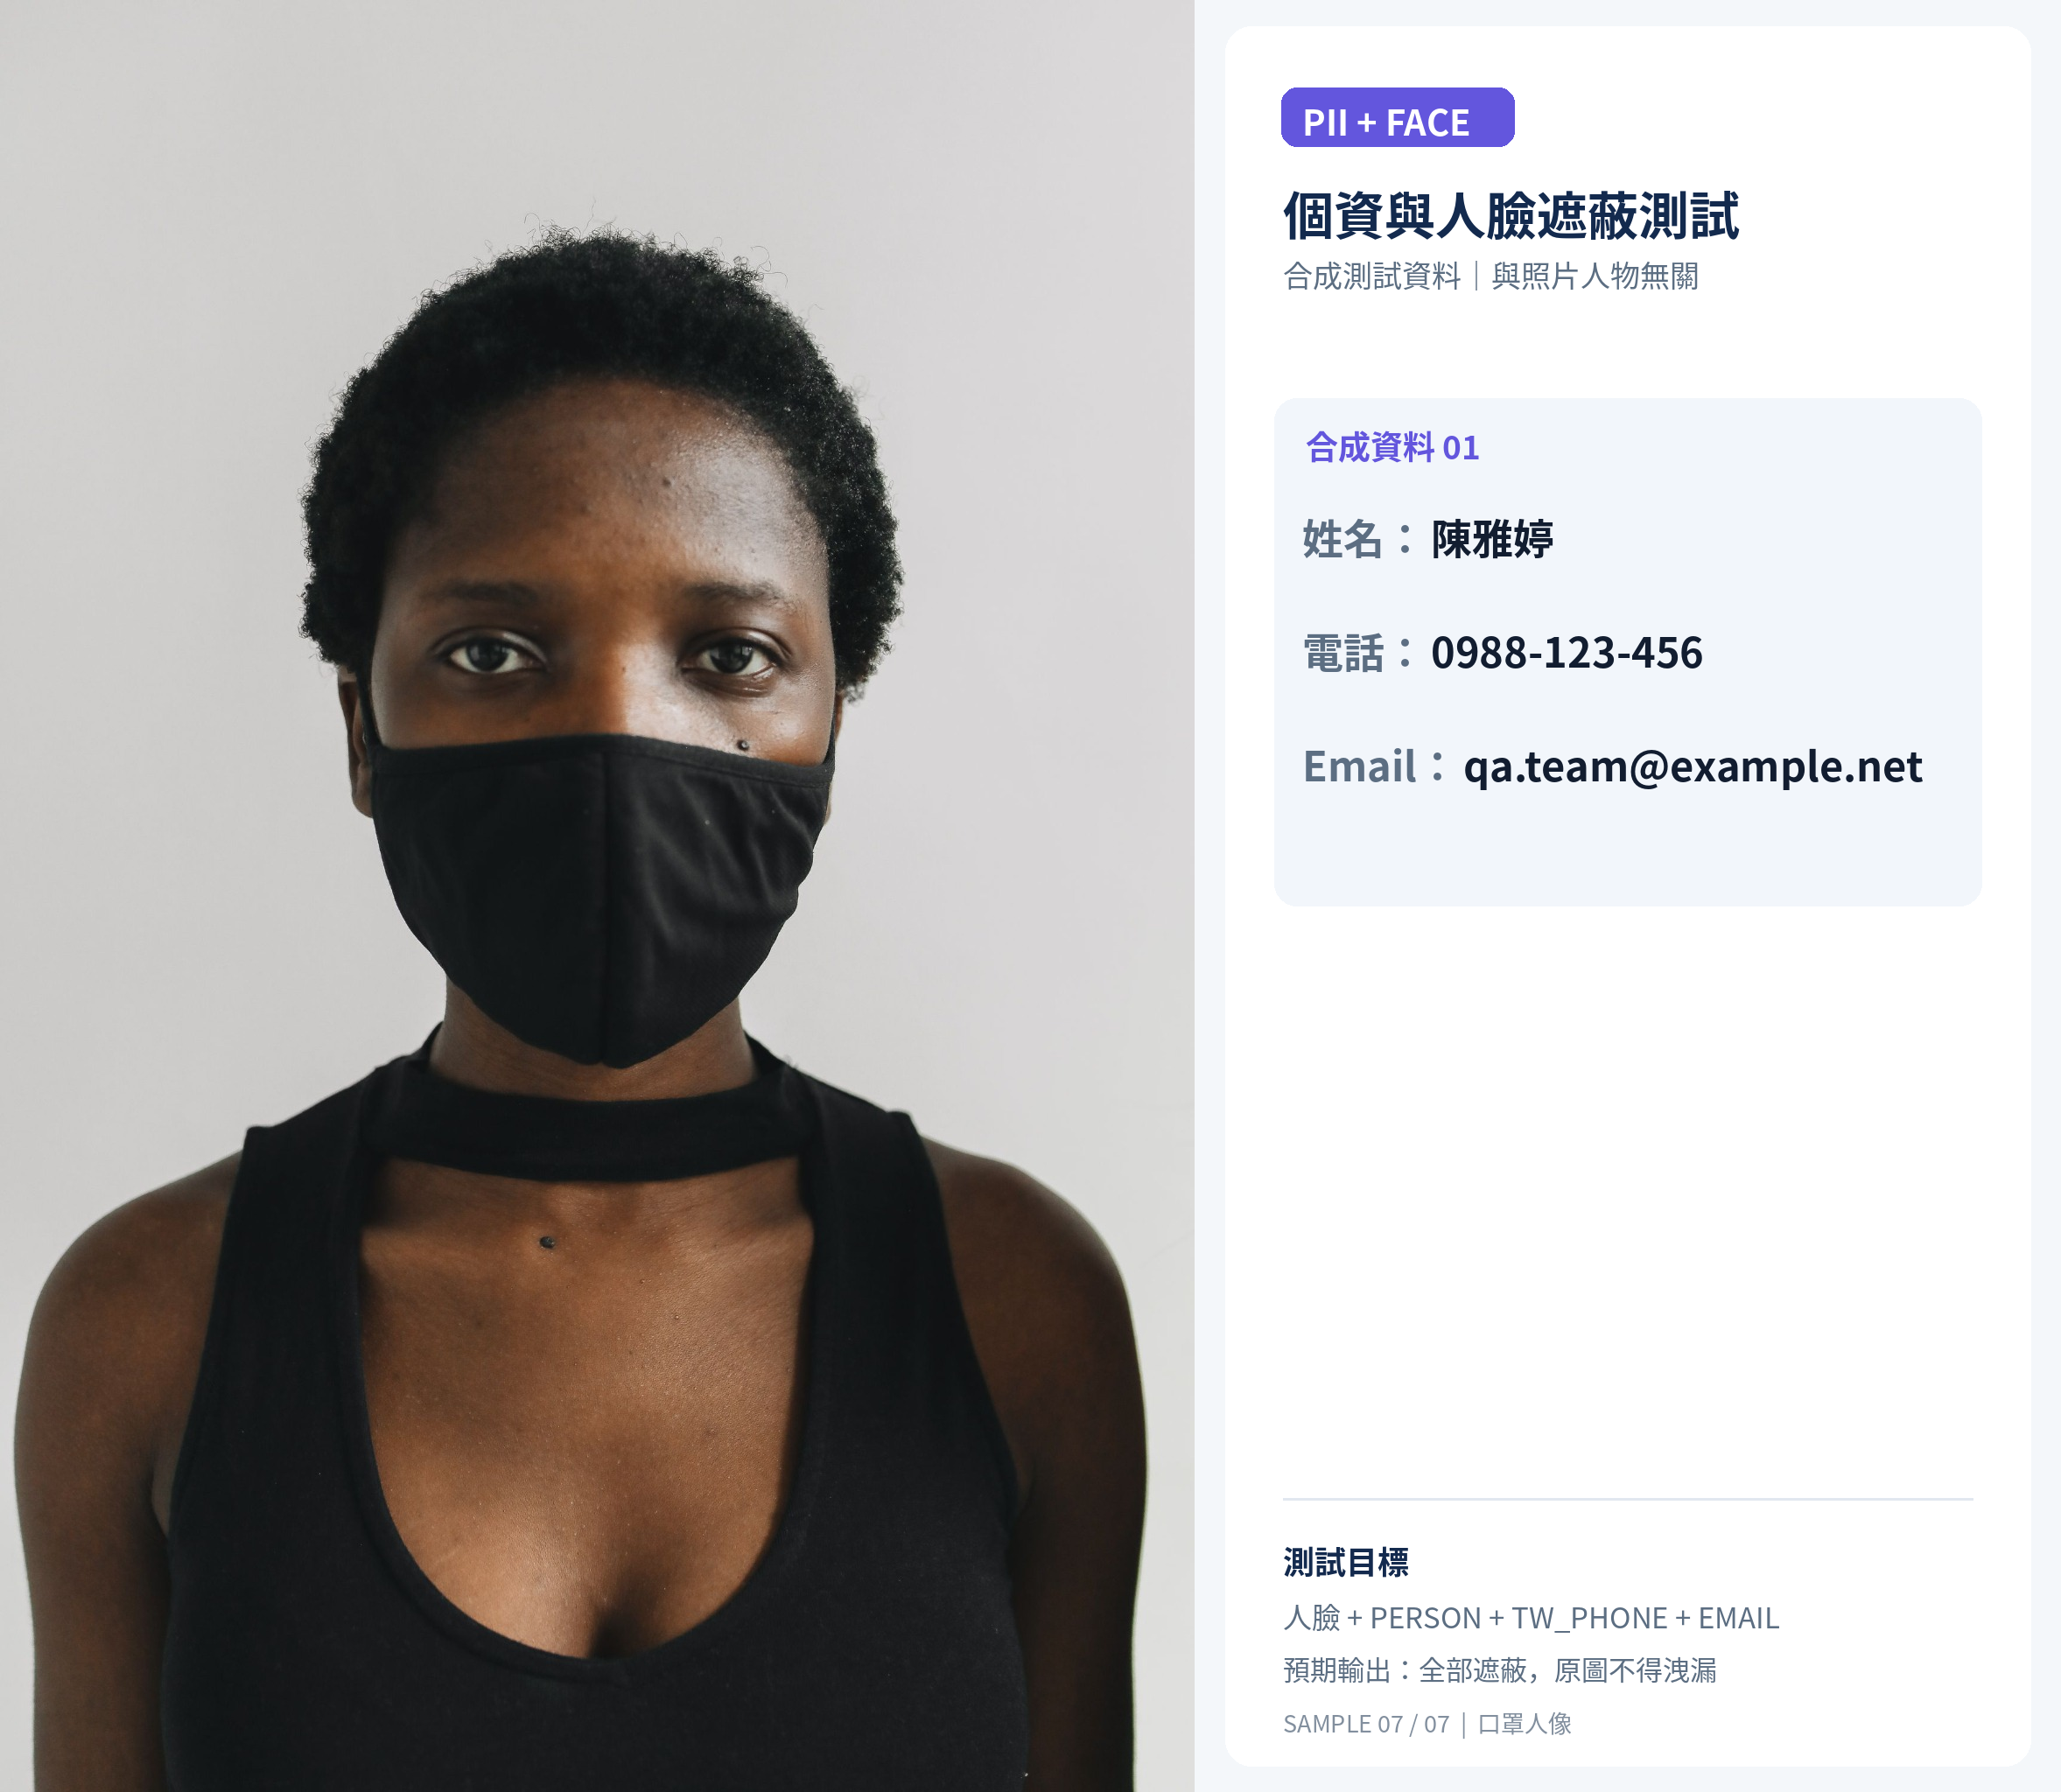 PII + FACE
個資與人臉遮蔽測試
合成測試資料｜與照片人物無關
合成資料 01
姓名：陳雅婷
電話：0988-123-456
Email：qa.team@example.net
測試目標
人臉 + PERSON + TW_PHONE + EMAIL
預期輸出：全部遮蔽，原圖不得洩漏
SAMPLE 07 / 07｜口罩人像